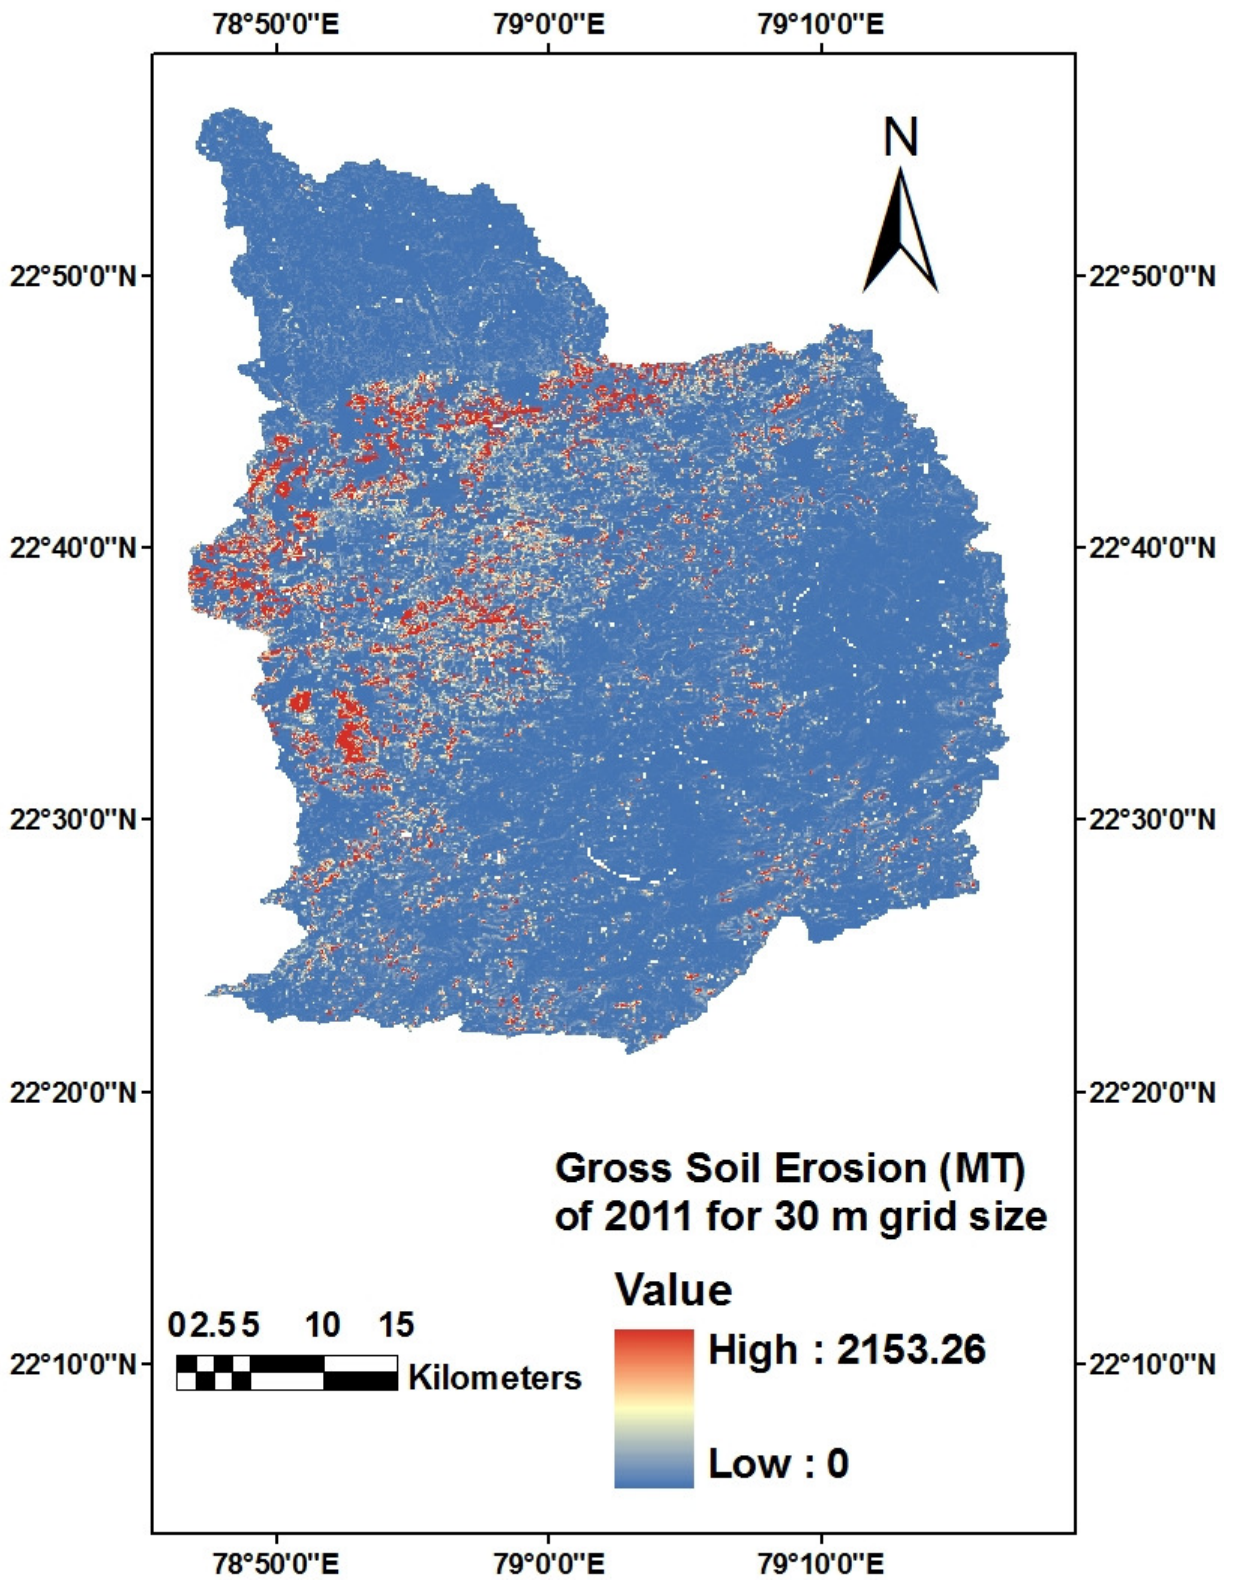 78°50'0"E 79°0'0"E 79°10'0"E
N
22°50'0"N 22°50'0"N
22°40'0"N 22°40'0"N
22°30'0"N 22°30'0"N
22°20'0"N 22°20'0"N
Gross Soil Erosion (MT)
of 2011 for 30 m grid size
Value
0 2.5 5 10 15
High : 2153.26
22°10'0"N 22°10'0"N
Kilometers
Low : 0
78°50'0"E 79°0'0"E 79°10'0"E